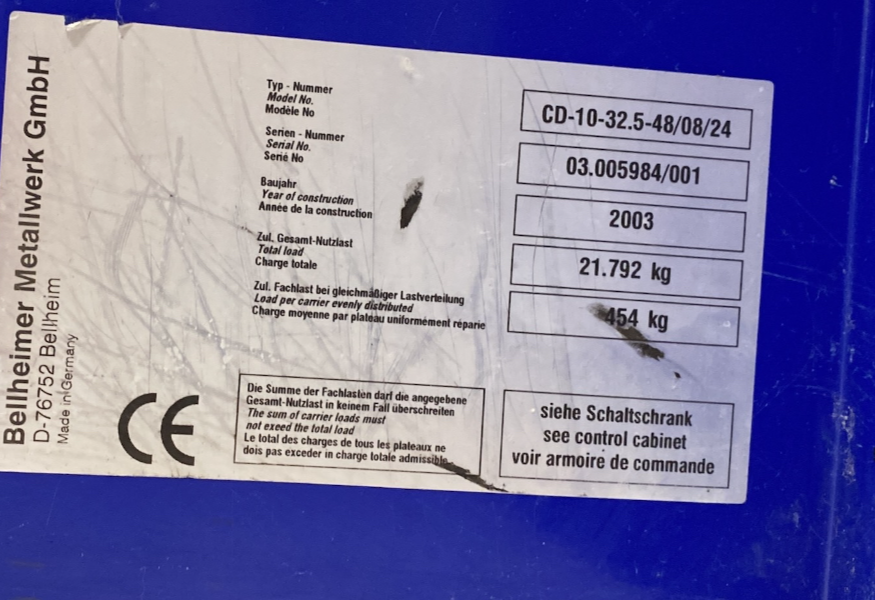 Bellheimer Metallwerk GmbH
D-76752 Bellheim
Made in Germany
Typ - Nummer
Model No.
Modèle No
CD-10-32.5-48/08/24
Serien - Nummer
Serial No.
Serié No
03.005984/001
Baujahr
Year of construction
Année de la construction
2003
Zul. Gesamt-Nutzlast
Total load
Charge totale
21.792 kg
Zul. Fachlast bei gleichmäßiger Lastverteilung
Load per carrier evenly distributed
Charge moyenne par plateau uniformément réparie
454 kg
CE
Die Summe der Fachlasten darf die angegebene
Gesamt-Nutzlast in keinem Fall überschreiten
The sum of carrier loads must
not exceed the total load
Le total des charges de tous les plateaux ne
dois pas exceder in charge totale admissible
siehe Schaltschrank
see control cabinet
voir armoire de commande